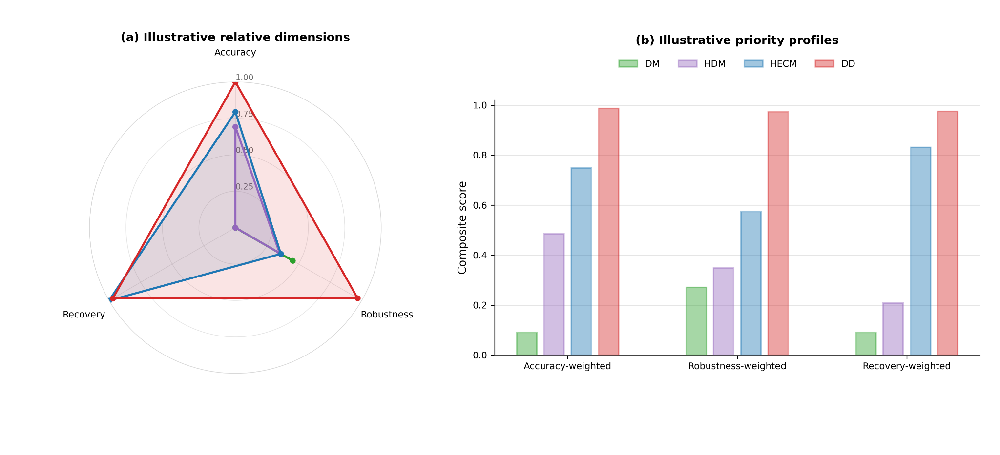 (a) Illustrative relative dimensions
Accuracy
1.00
0.75
0.50
0.25
Recovery
Robustness
(b) Illustrative priority profiles
DM HDM HECM DD
Composite score
1.0
0.8
0.6
0.4
0.2
0.0
Accuracy-weighted Robustness-weighted Recovery-weighted